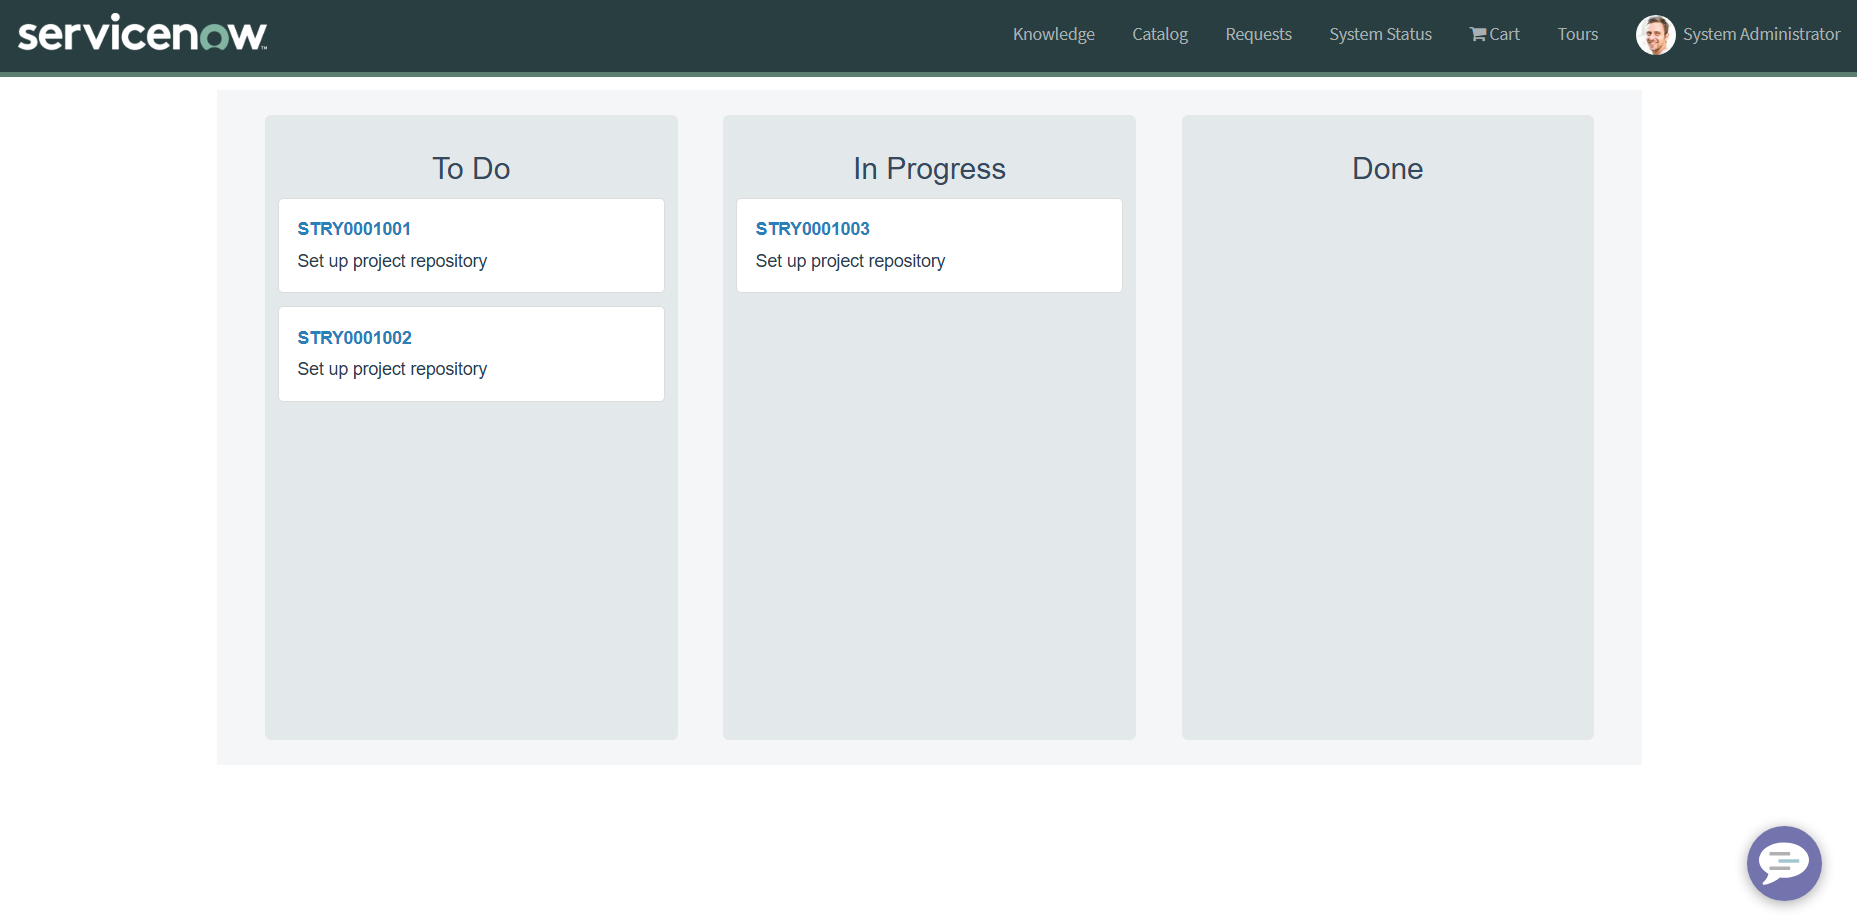 servicenow™
Knowledge Catalog Requests System Status Cart Tours System Administrator
To Do
STRY0001001
Set up project repository
STRY0001002
Set up project repository
In Progress
STRY0001003
Set up project repository
Done